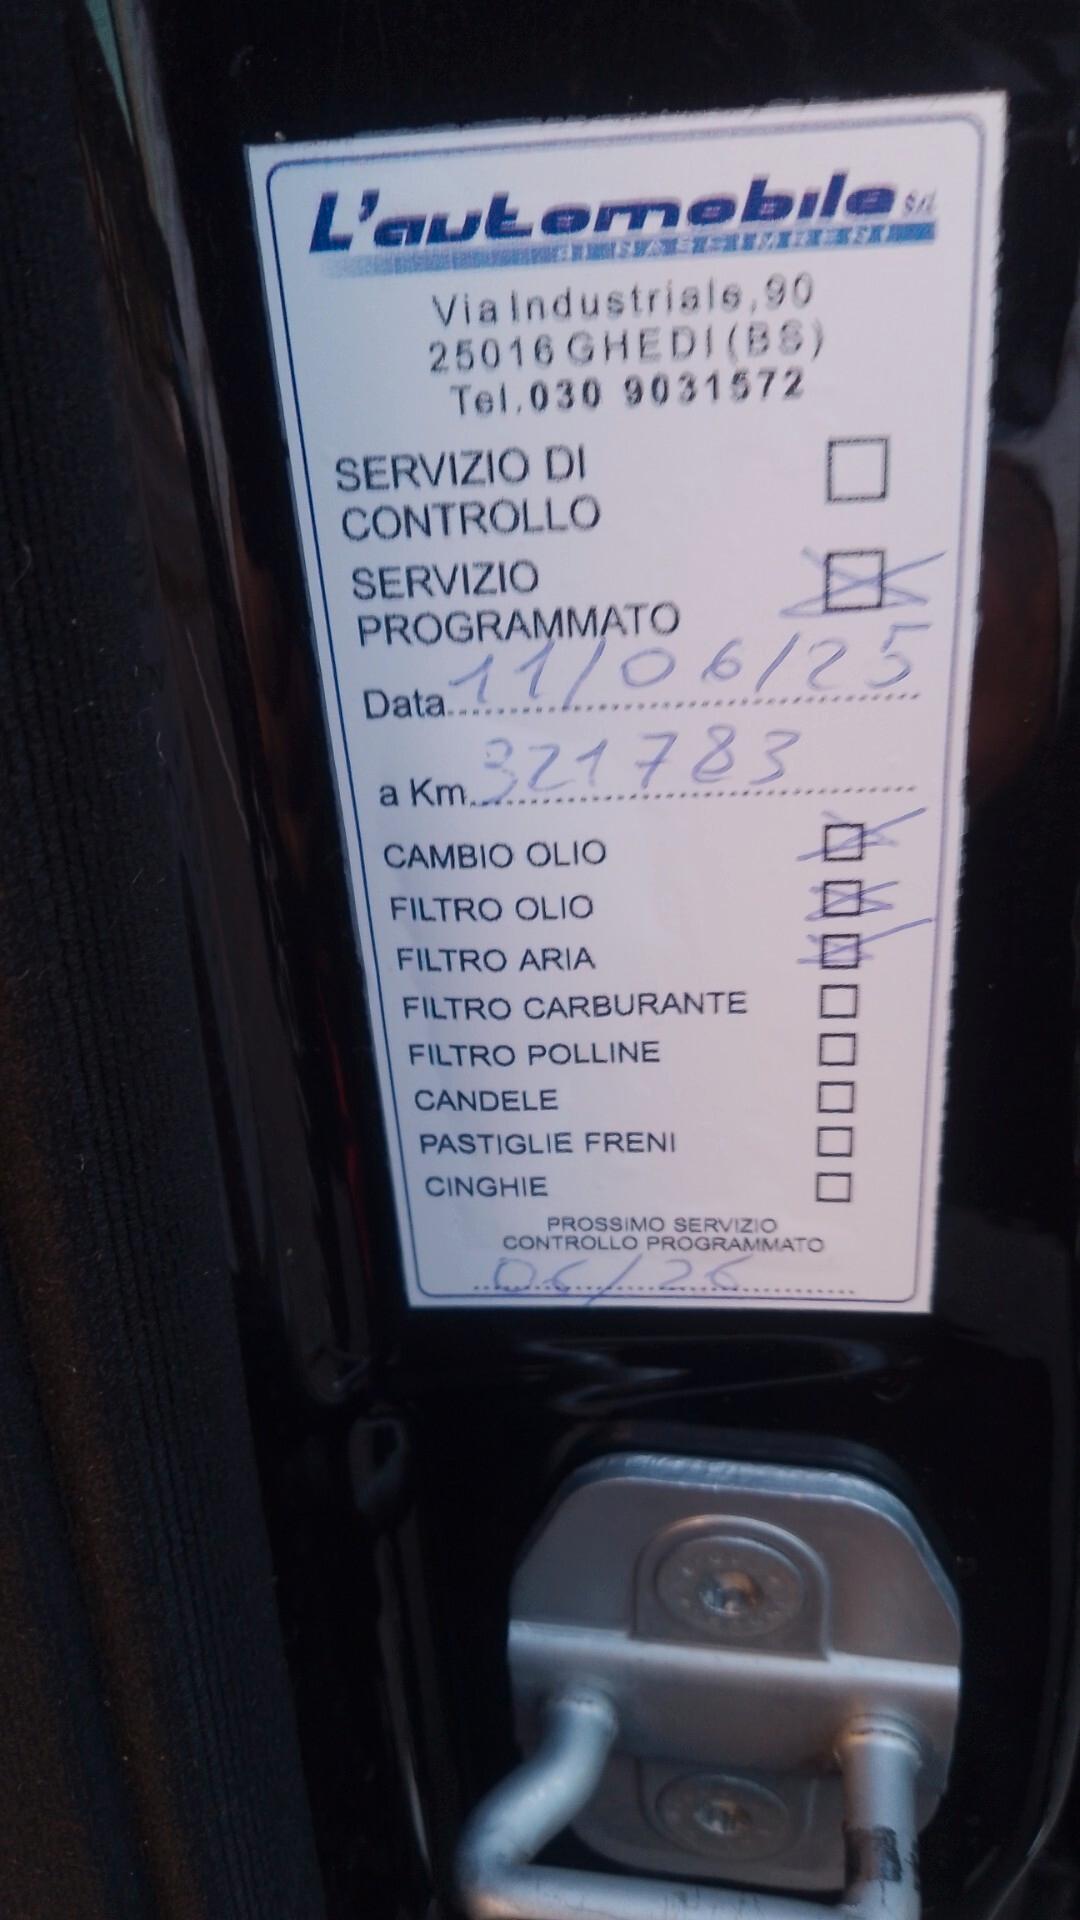 L'automobile Srl
Via Industriale, 90
25016 GHEDI (BS)
Tel. 030 9031572
SERVIZIO DI
CONTROLLO
SERVIZIO
PROGRAMMATO
Data 11/06/25
a Km. 321783
CAMBIO OLIO
FILTRO OLIO
FILTRO ARIA
FILTRO CARBURANTE
FILTRO POLLINE
CANDELE
PASTIGLIE FRENI
CINGHIE
PROSSIMO SERVIZIO
CONTROLLO PROGRAMMATO
06/26